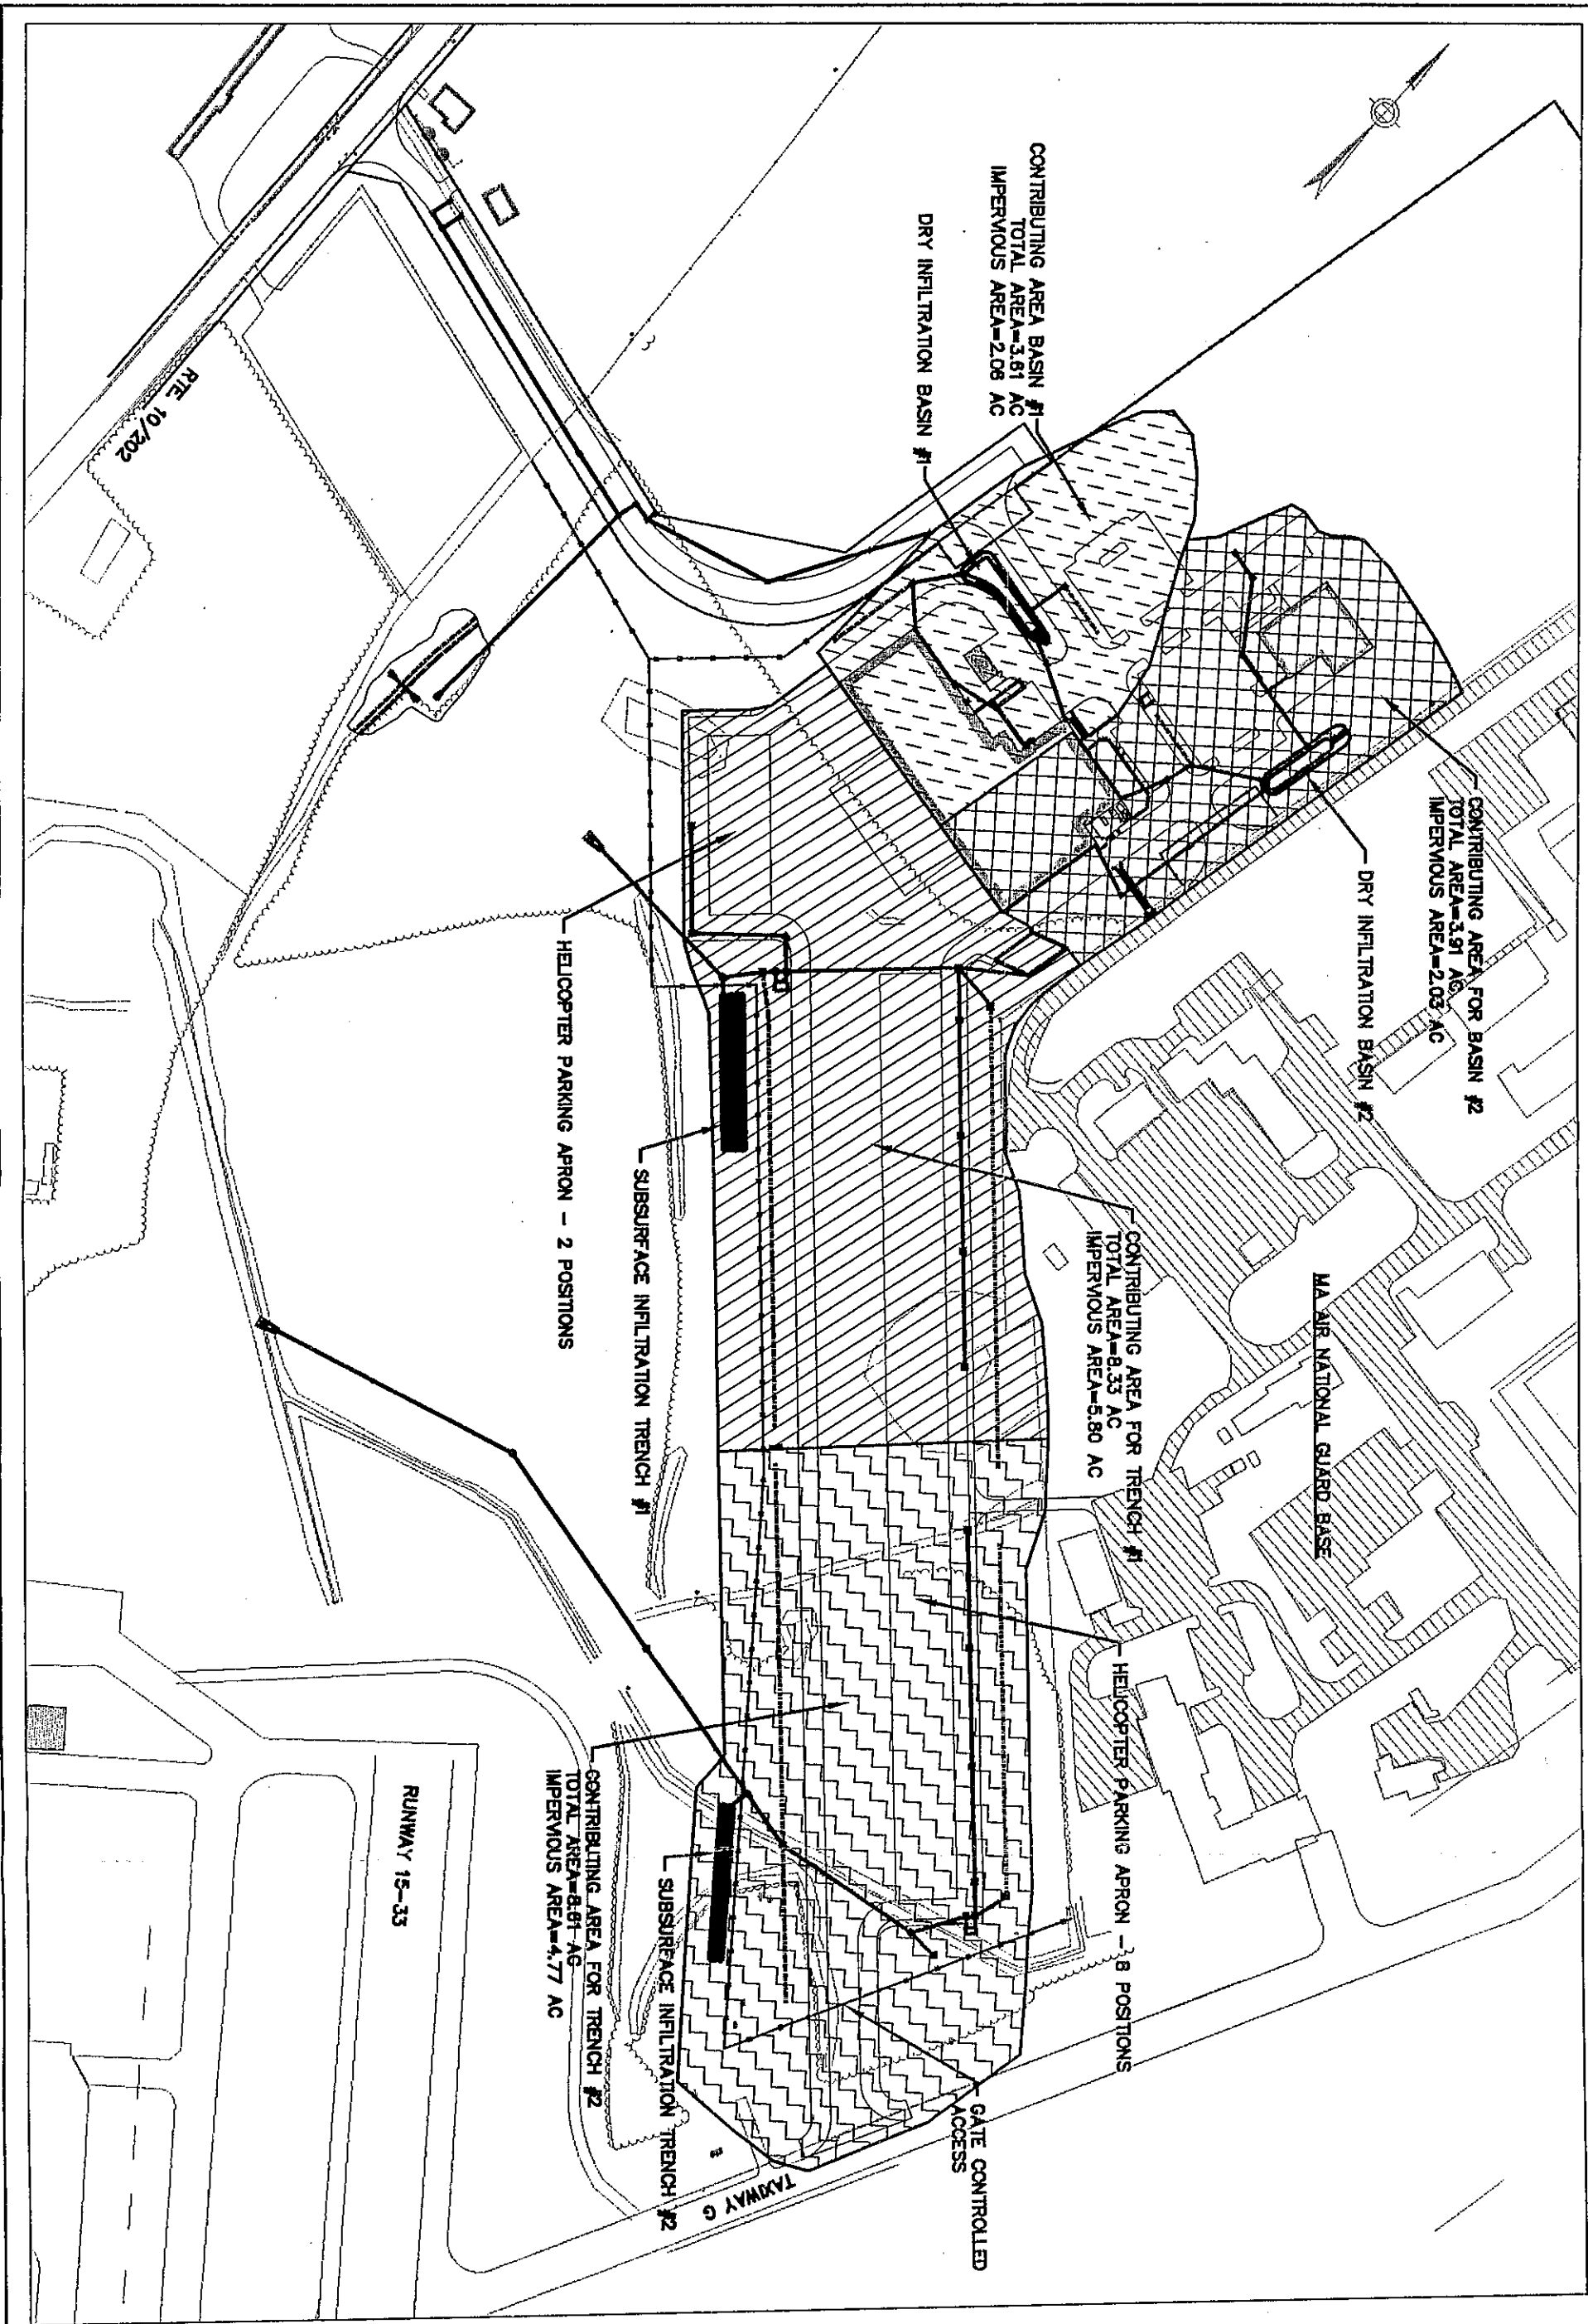 CONTRIBUTING AREA BASIN #1
TOTAL AREA=3.61 AC
IMPERVIOUS AREA=2.06 AC
DRY INFILTRATION BASIN #1
CONTRIBUTING AREA FOR BASIN #2
TOTAL AREA=3.91 AC
IMPERVIOUS AREA=2.03 AC
DRY INFILTRATION BASIN #2
RTE. 10/202
HELICOPTER PARKING APRON - 2 POSITIONS
SUBSURFACE INFILTRATION TRENCH #1
CONTRIBUTING AREA FOR TRENCH #1
TOTAL AREA=8.33 AC
IMPERVIOUS AREA=5.80 AC
MA AIR NATIONAL GUARD BASE
HELICOPTER PARKING APRON - 8 POSITIONS
CONTRIBUTING AREA FOR TRENCH #2
TOTAL AREA=8.61 AC
IMPERVIOUS AREA=4.77 AC
SUBSURFACE INFILTRATION TRENCH #2
GATE CONTROLLED
ACCESS
RUNWAY 15-33
TAXIWAY G